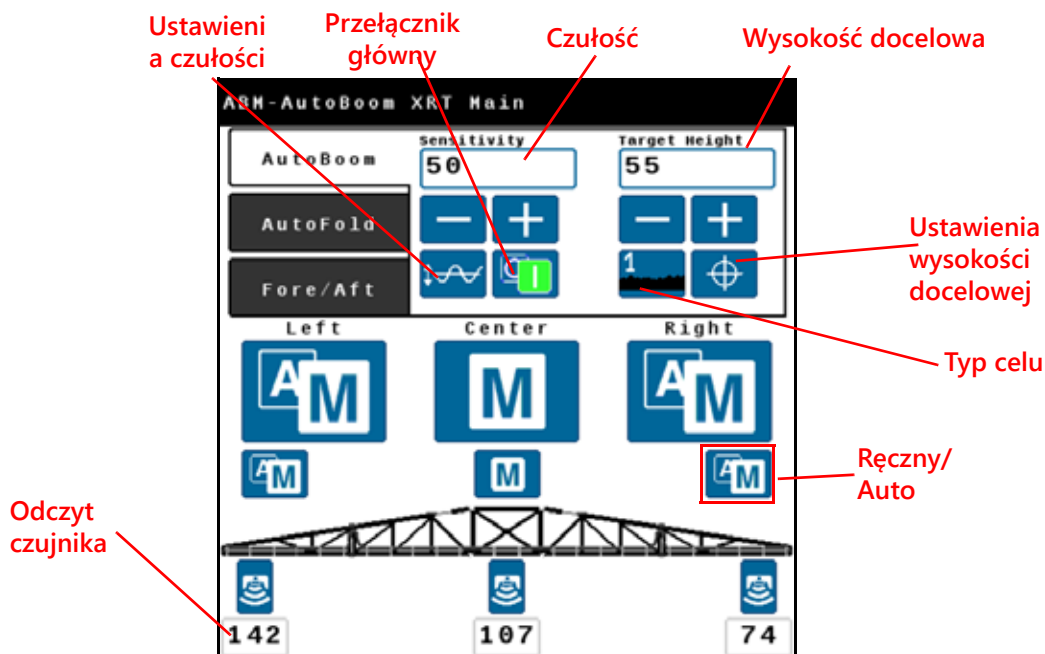 Ustawieni
a czułości
Przełącznik
główny
Czułość
Wysokość docelowa
ABM-AutoBoom XRT Main
AutoBoom
AutoFold
Fore/Aft
Sensitivity
50
Target Height
55
1
Ustawienia
wysokości
docelowej
Typ celu
Left
Center
Right
A M
M
A M
A M
M
A M
Ręczny/
Auto
Odczyt
czujnika
142
107
74